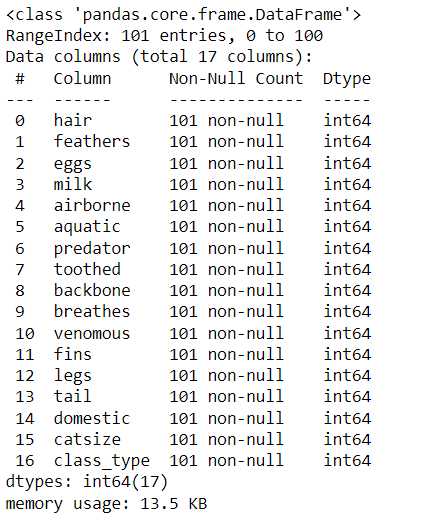 <class 'pandas.core.frame.DataFrame'>
RangeIndex: 101 entries, 0 to 100
Data columns (total 17 columns):
 #   Column      Non-Null Count  Dtype
---  ------      --------------  -----
 0   hair        101 non-null    int64
 1   feathers    101 non-null    int64
 2   eggs        101 non-null    int64
 3   milk        101 non-null    int64
 4   airborne    101 non-null    int64
 5   aquatic     101 non-null    int64
 6   predator    101 non-null    int64
 7   toothed     101 non-null    int64
 8   backbone    101 non-null    int64
 9   breathes    101 non-null    int64
 10  venomous    101 non-null    int64
 11  fins        101 non-null    int64
 12  legs        101 non-null    int64
 13  tail        101 non-null    int64
 14  domestic    101 non-null    int64
 15  catsize     101 non-null    int64
 16  class_type  101 non-null    int64
dtypes: int64(17)
memory usage: 13.5 KB